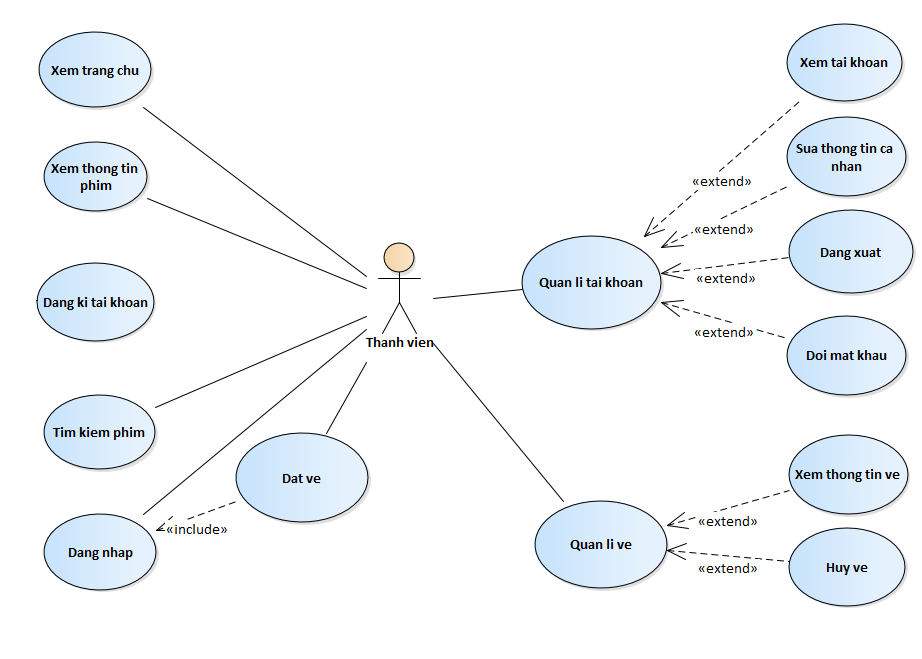 Xem trang chu
Xem thong tin
phim
Dang ki tai khoan
Tim kiem phim
Dang nhap
Dat ve
«include»
Thanh vien
Quan li tai khoan
«extend»
«extend»
«extend»
«extend»
Xem tai khoan
Sua thong tin ca
nhan
Dang xuat
Doi mat khau
Quan li ve
«extend»
«extend»
Xem thong tin ve
Huy ve